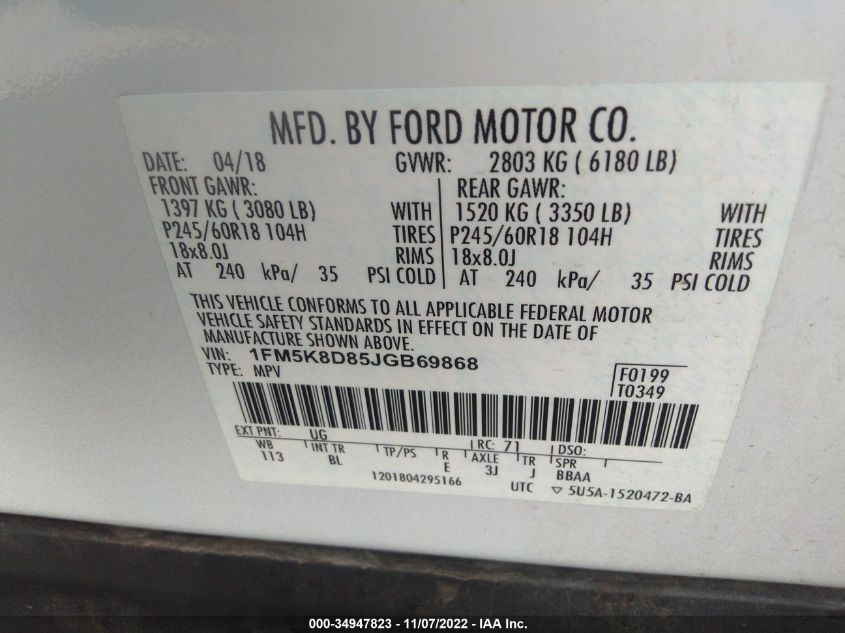 MFD. BY FORD MOTOR CO.
DATE: 04/18 GVWR: 2803 KG ( 6180 LB)
FRONT GAWR: REAR GAWR:
1397 KG ( 3080 LB) WITH 1520 KG ( 3350 LB) WITH
P245/60R18 104H TIRES P245/60R18 104H TIRES
18x8.0J RIMS 18x8.0J RIMS
AT 240 kPa/ 35 PSI COLD AT 240 kPa/ 35 PSI COLD
THIS VEHICLE CONFORMS TO ALL APPLICABLE FEDERAL MOTOR
VEHICLE SAFETY STANDARDS IN EFFECT ON THE DATE OF
MANUFACTURE SHOWN ABOVE.
VIN: 1FM5K8D85JGB69868
TYPE: MPV F0199
T0349
EXT PNT: UG RC: 71 DSO:
WB INT TR TP/PS R AXLE TR SPR
113 BL E 3J J BBAA
1201804295166 UTC ▽ 5U5A-1520472-BA
000-34947823 - 11/07/2022 - IAA Inc.